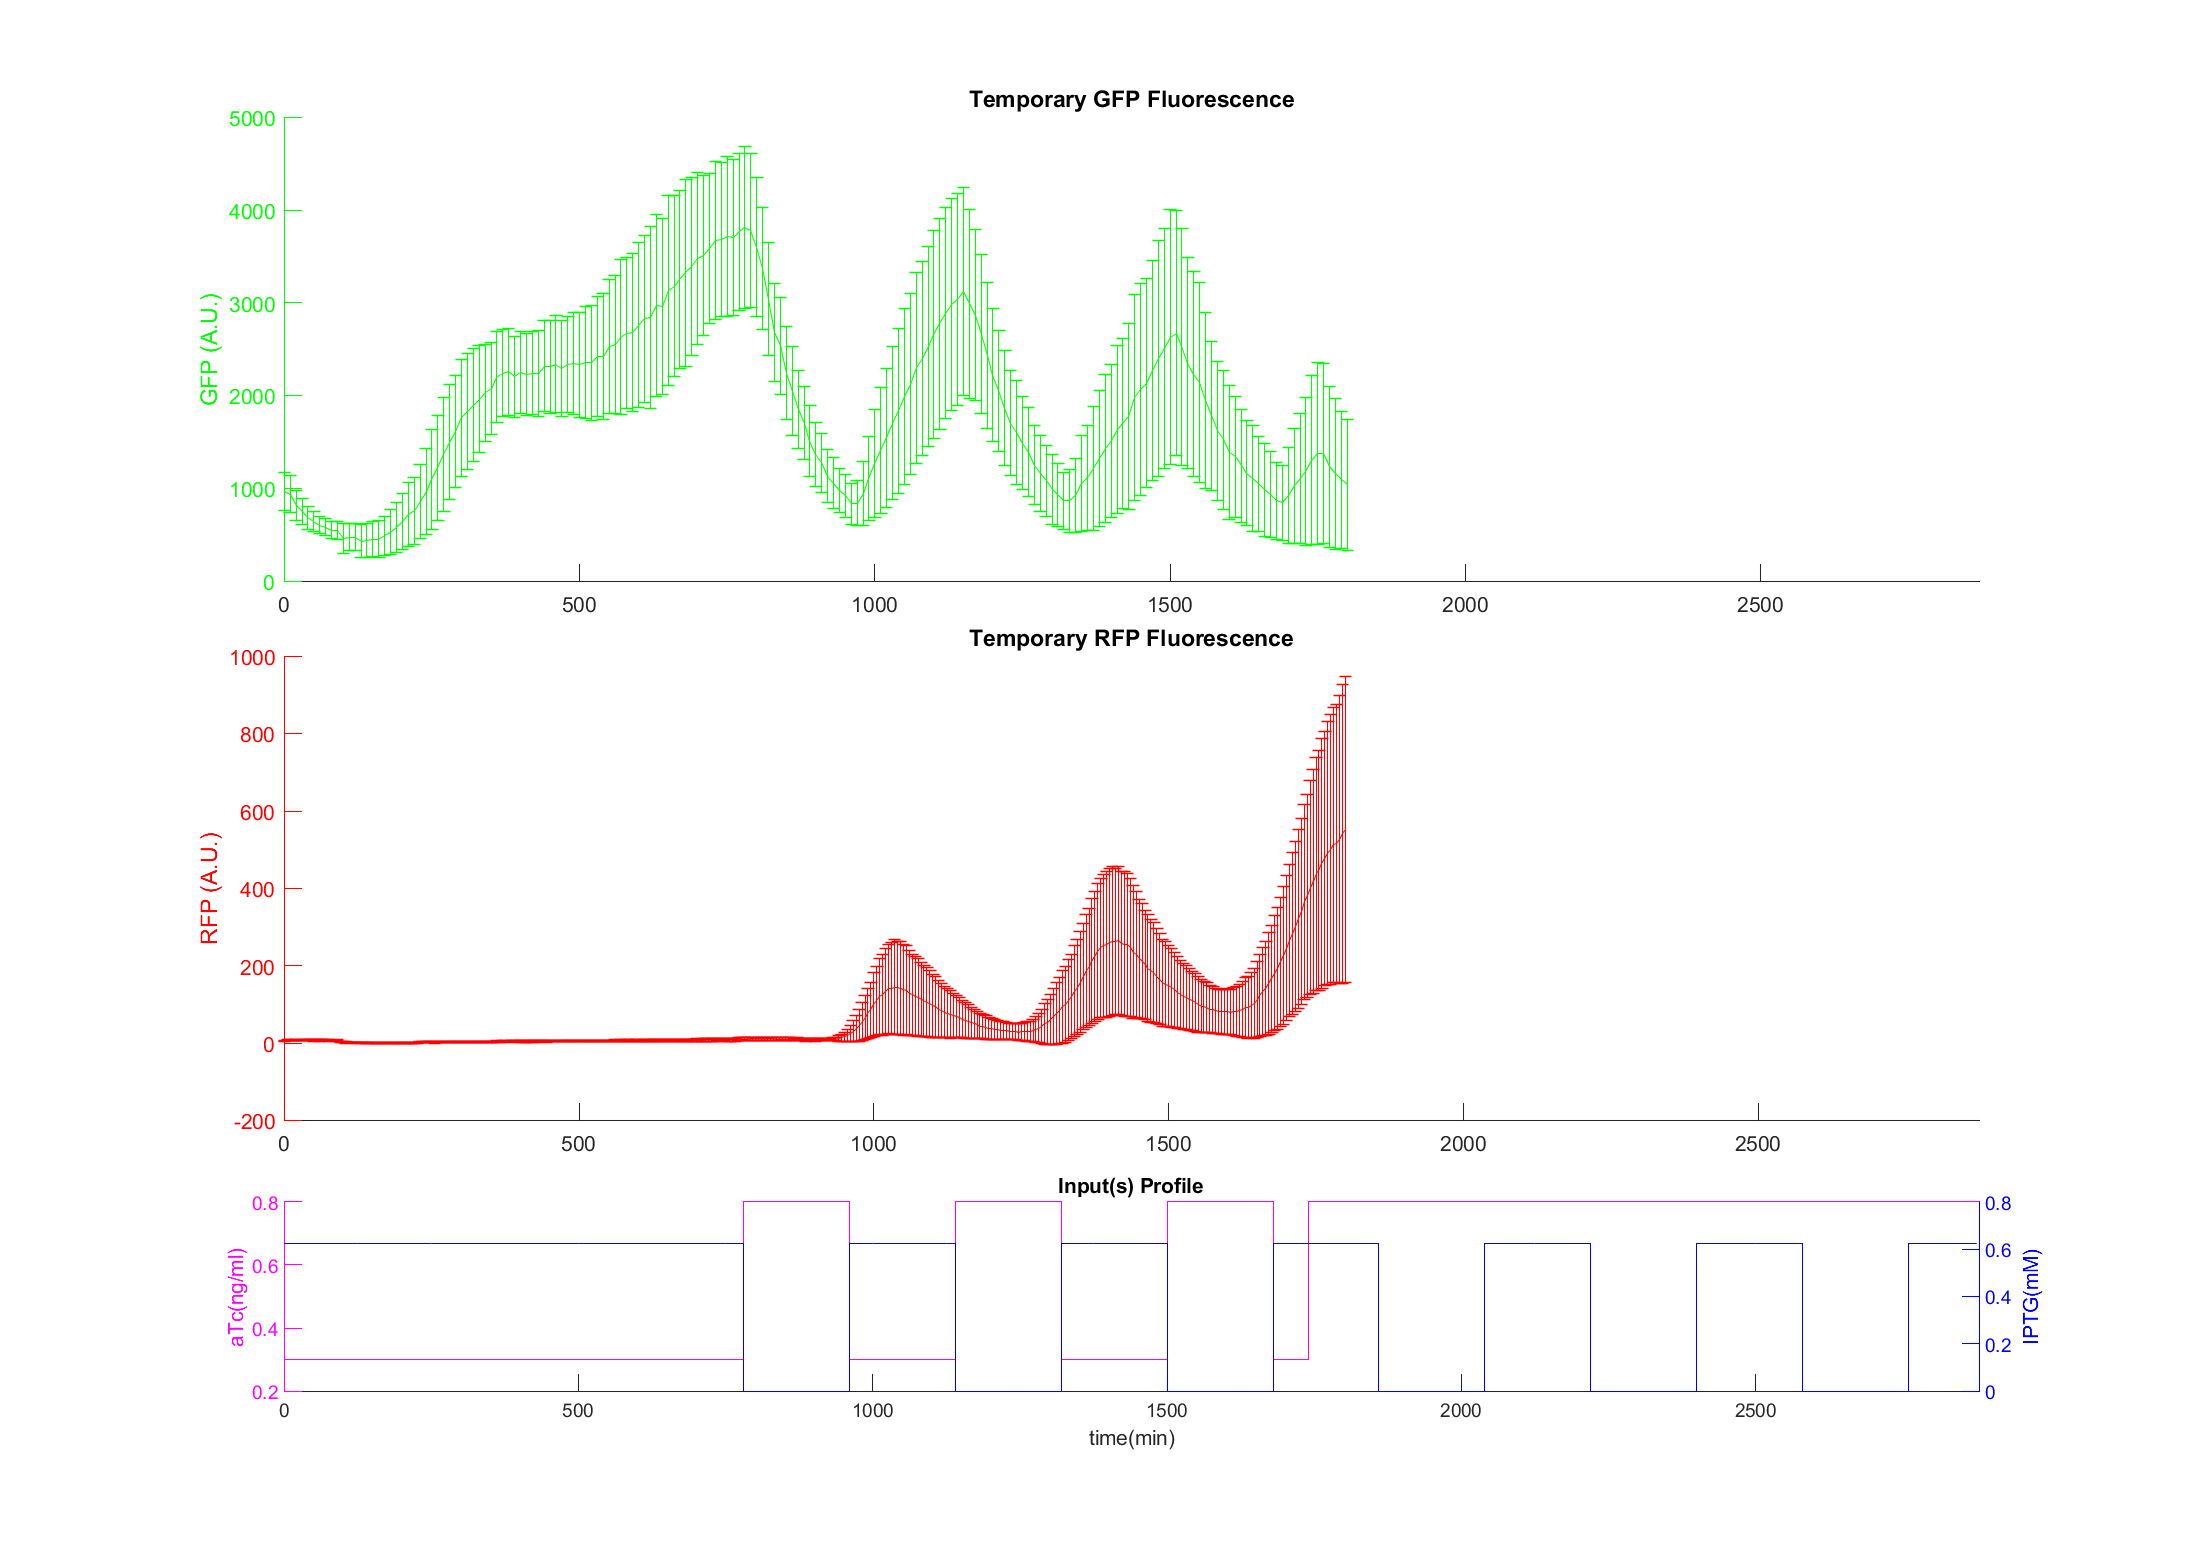 Temporary GFP Fluorescence
GFP (A.U.)
5000
4000
3000
2000
1000
0
0 500 1000 1500 2000 2500
Temporary RFP Fluorescence
RFP (A.U.)
1000
800
600
400
200
0
-200
0 500 1000 1500 2000 2500
Input(s) Profile
aTc(ng/ml)
0.8
0.6
0.4
0.2
IPTG(mM)
0.8
0.6
0.4
0.2
0
0 500 1000 1500 2000 2500
time(min)